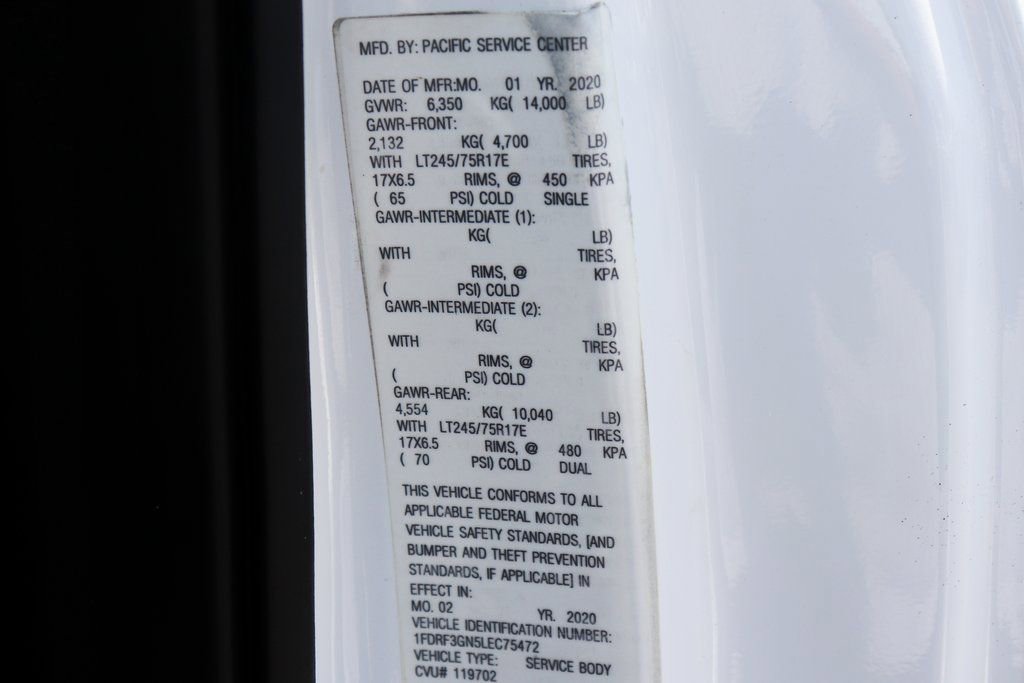 MFD. BY: PACIFIC SERVICE CENTER
DATE OF MFR:MO. 01 YR. 2020
GVWR: 6,350 KG( 14,000 LB)
GAWR-FRONT:
2,132 KG( 4,700 LB)
WITH LT245/75R17E TIRES,
17X6.5 RIMS, @ 450 KPA
( 65 PSI) COLD SINGLE
GAWR-INTERMEDIATE (1):
KG( LB)
WITH TIRES,
RIMS, @ KPA
( PSI) COLD
GAWR-INTERMEDIATE (2):
KG( LB)
WITH TIRES,
RIMS, @ KPA
( PSI) COLD
GAWR-REAR:
4,554 KG( 10,040 LB)
WITH LT245/75R17E TIRES,
17X6.5 RIMS, @ 480 KPA
( 70 PSI) COLD DUAL
THIS VEHICLE CONFORMS TO ALL
APPLICABLE FEDERAL MOTOR
VEHICLE SAFETY STANDARDS, [AND
BUMPER AND THEFT PREVENTION
STANDARDS, IF APPLICABLE] IN
EFFECT IN:
MO. 02 YR. 2020
VEHICLE IDENTIFICATION NUMBER:
1FDRF3GN5LEC75472
VEHICLE TYPE: SERVICE BODY
CVU# 119702